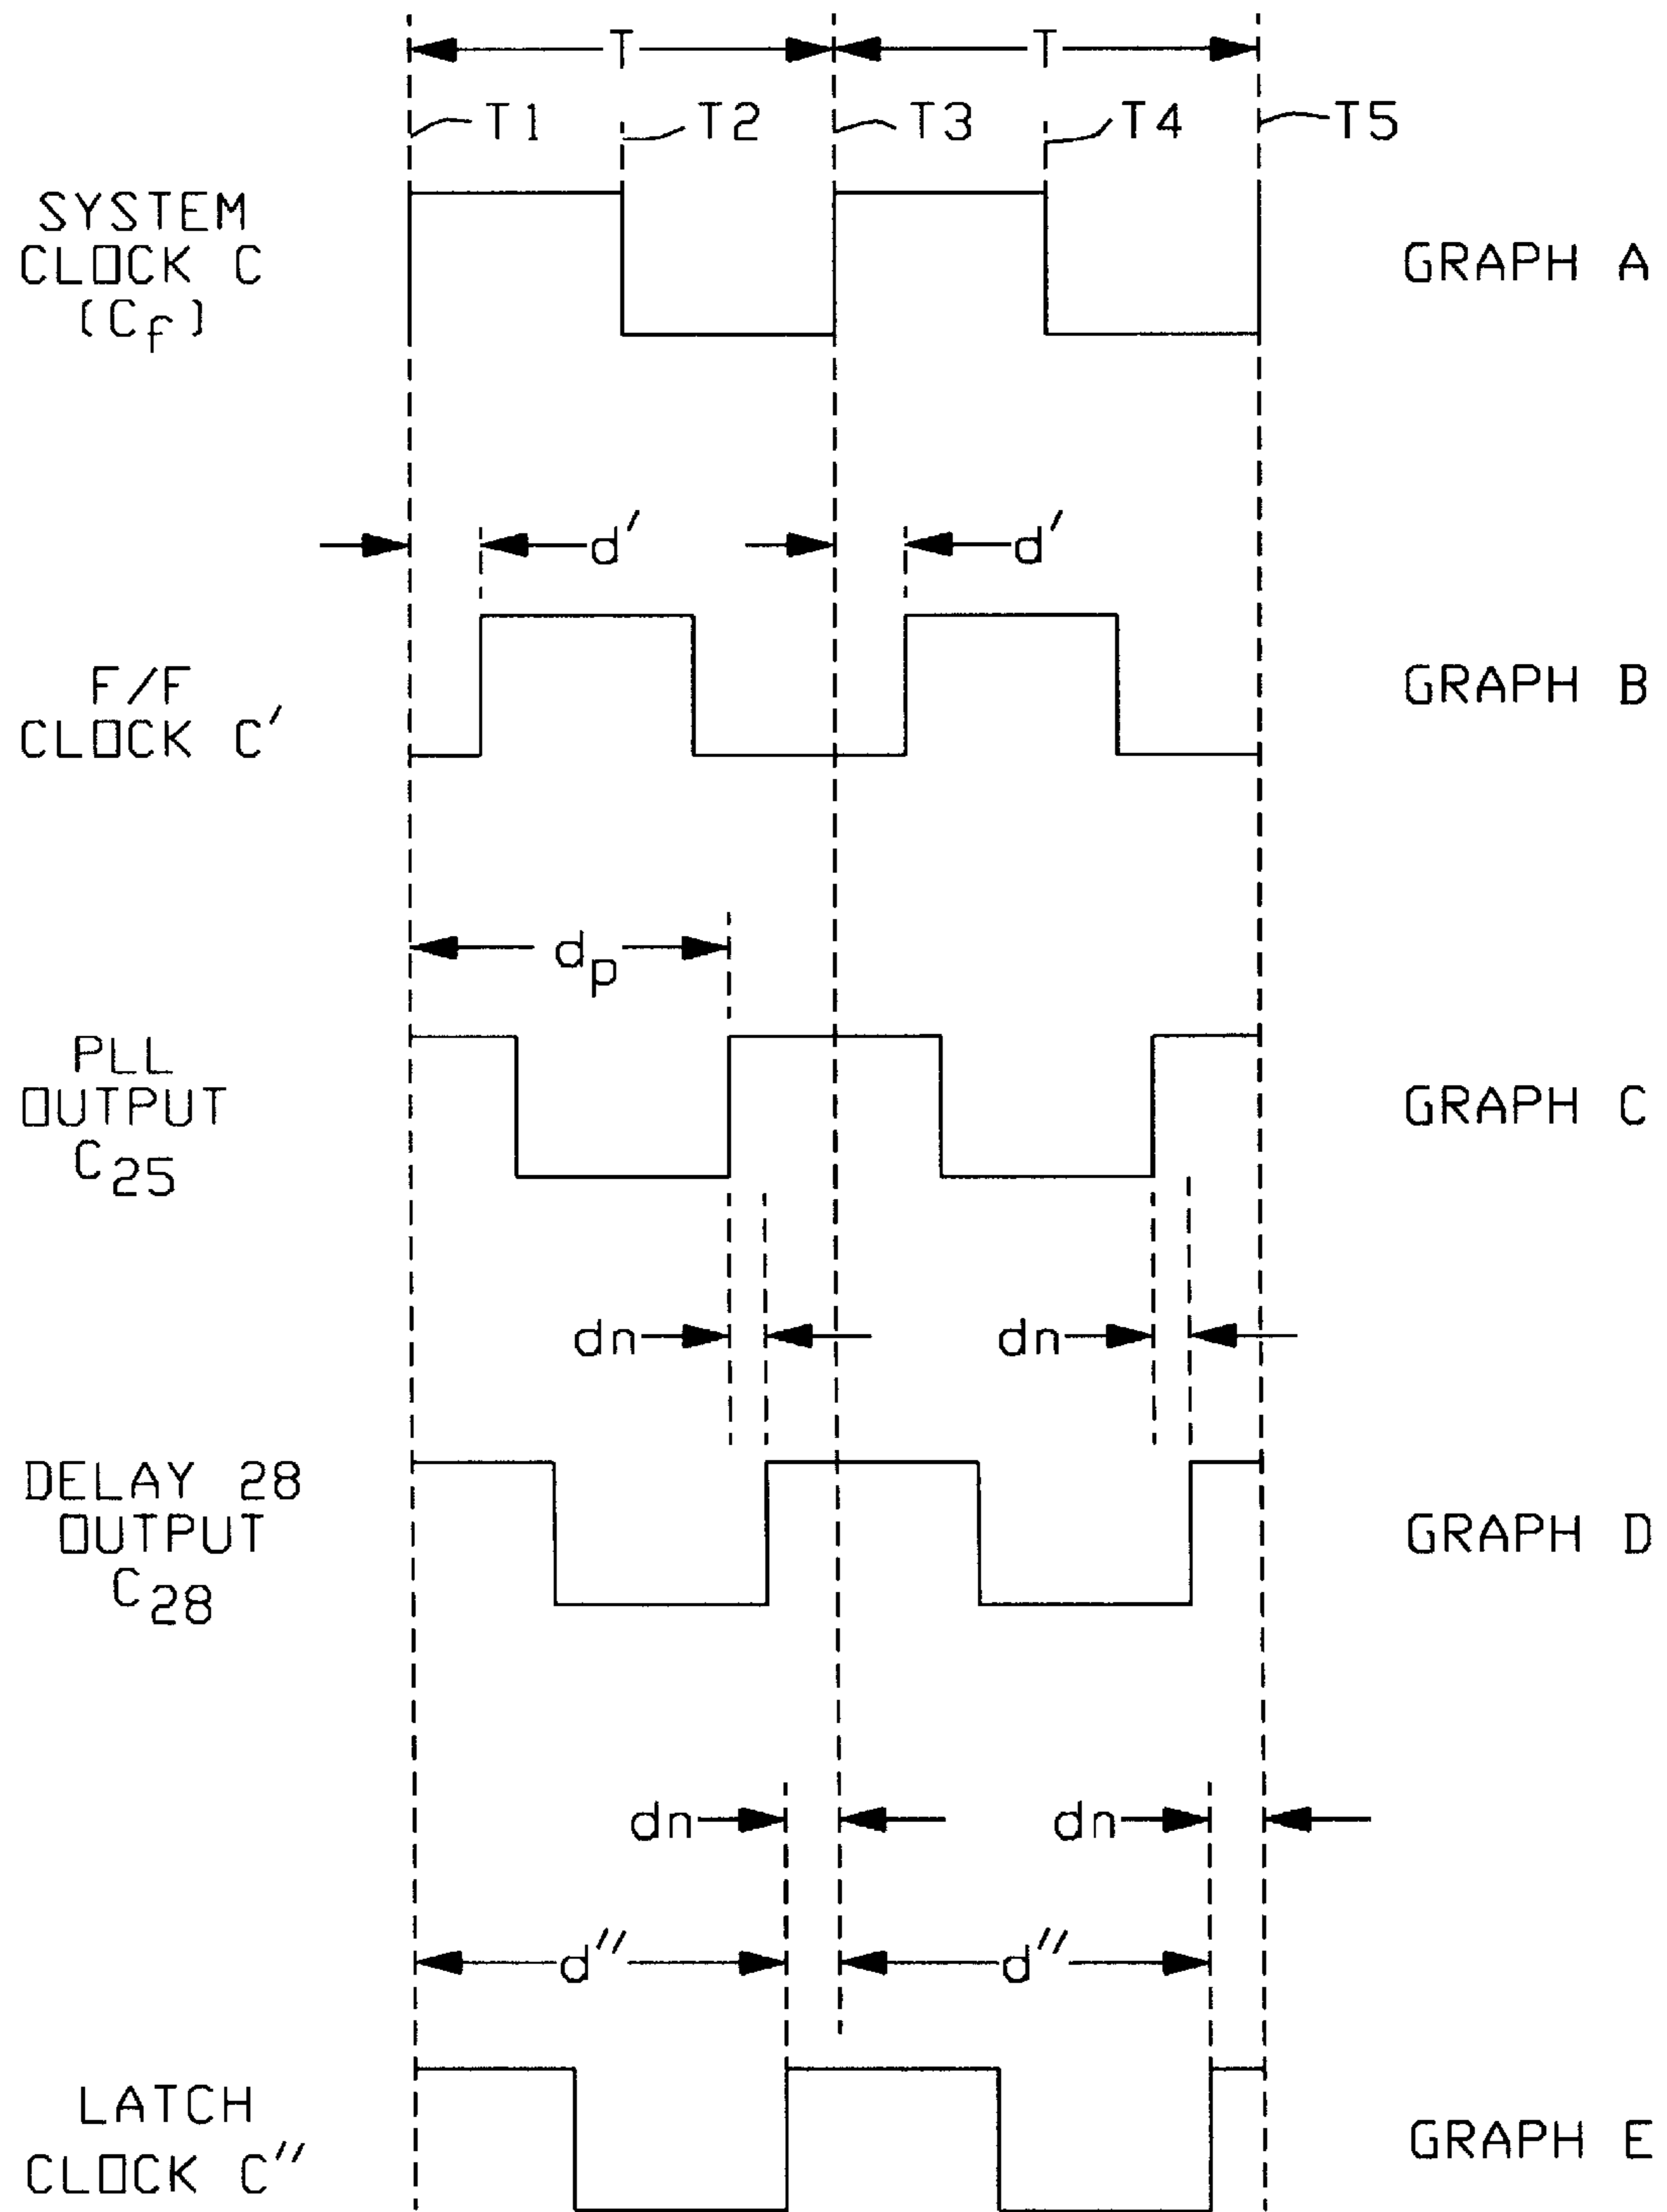 T T
T1 T2 T3 T4 T5
SYSTEM
CLOCK C
(Cf)
GRAPH A
d′ d′
F/F
CLOCK C′
GRAPH B
dp
PLL
OUTPUT
C25
GRAPH C
dn dn
DELAY 28
OUTPUT
C28
GRAPH D
dn dn
d″ d″
LATCH
CLOCK C″
GRAPH E